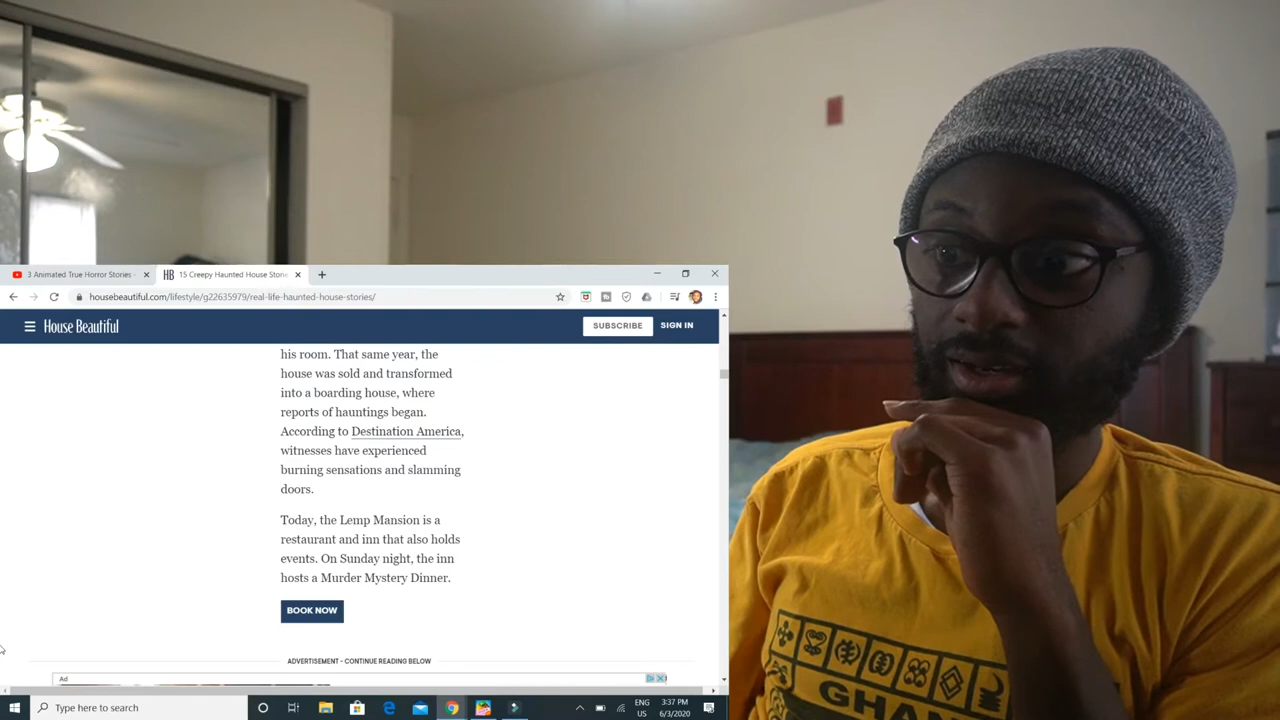 3 Animated True Horror Stories -
HB 15 Creepy Haunted House Storie
housebeautiful.com/lifestyle/g22635979/real-life-haunted-house-stories/
House Beautiful
SUBSCRIBE
SIGN IN
his room. That same year, the
house was sold and transformed
into a boarding house, where
reports of hauntings began.
According to Destination America,
witnesses have experienced
burning sensations and slamming
doors.
Today, the Lemp Mansion is a
restaurant and inn that also holds
events. On Sunday night, the inn
hosts a Murder Mystery Dinner.
BOOK NOW
ADVERTISEMENT - CONTINUE READING BELOW
Ad
Type here to search
ENG
US
3:37 PM
6/3/2020
GHAN